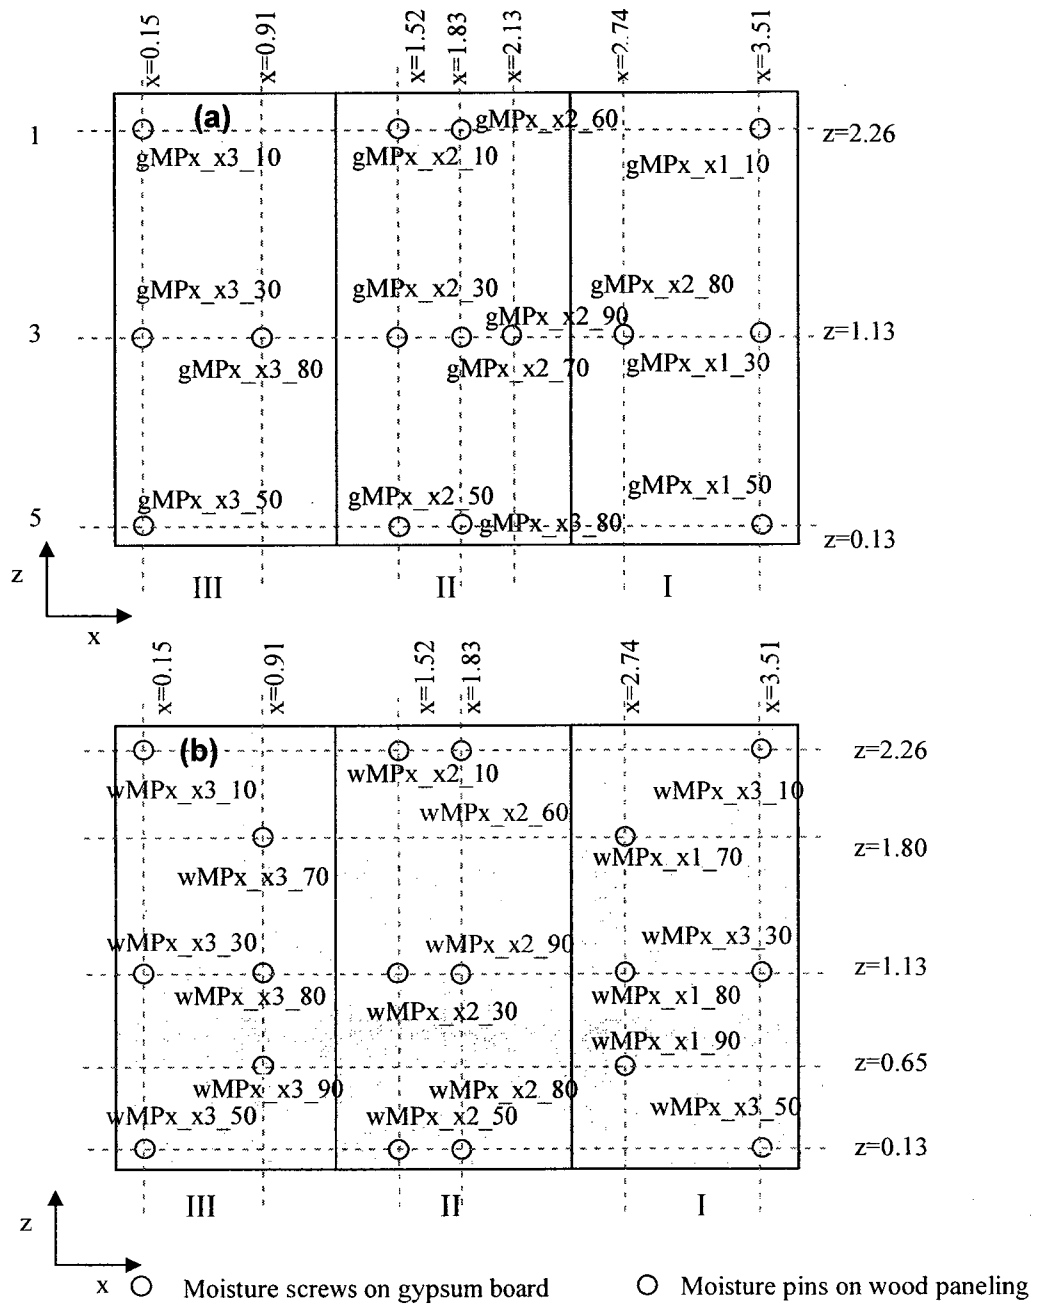 x=0.15 x=0.91 x=1.52 x=1.83 x=2.13 x=2.74 x=3.51
(a)
1 gMPx_x2_60 z=2.26
gMPx_x3_10 gMPx_x2_10 gMPx_x1_10
gMPx_x3_30 gMPx_x2_30 gMPx_x2_80
gMPx_x2_90
3 z=1.13
gMPx_x3_80 gMPx_x2_70 gMPx_x1_30
gMPx_x3_50 gMPx_x2_50 gMPx_x1_50
5 gMPx_x3_80 z=0.13
z
III II I
x
x=0.15 x=0.91 x=1.52 x=1.83 x=2.74 x=3.51
(b) z=2.26
wMPx_x2_10
wMPx_x3_10 wMPx_x3_10
wMPx_x2_60
wMPx_x1_70 z=1.80
wMPx_x3_70
wMPx_x3_30 wMPx_x2_90 wMPx_x3_30
z=1.13
wMPx_x3_80 wMPx_x2_30 wMPx_x1_80
wMPx_x1_90
z=0.65
wMPx_x3_90 wMPx_x2_80
wMPx_x3_50 wMPx_x2_50 wMPx_x3_50
z=0.13
III II I
z
x
Moisture screws on gypsum board Moisture pins on wood paneling